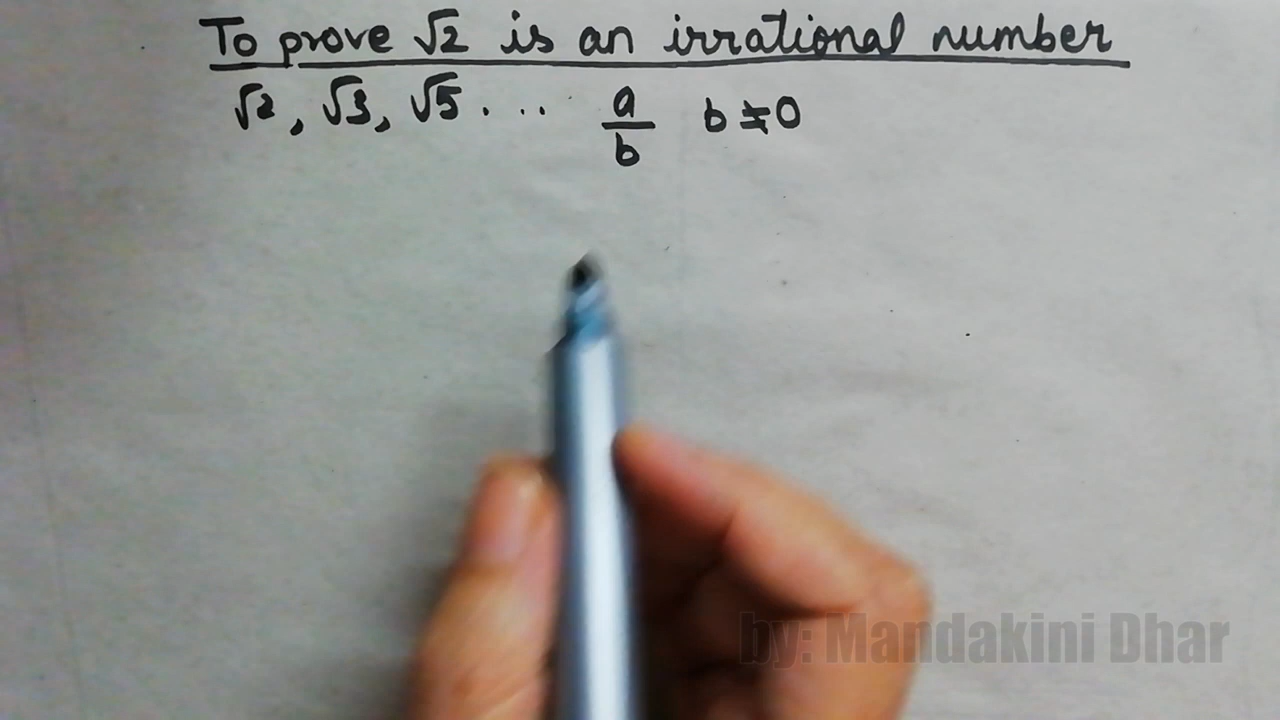 To prove √2 is an irrational number
√2, √3, √5 . ... a/b b ≠ 0
by: Mandakini Dhar